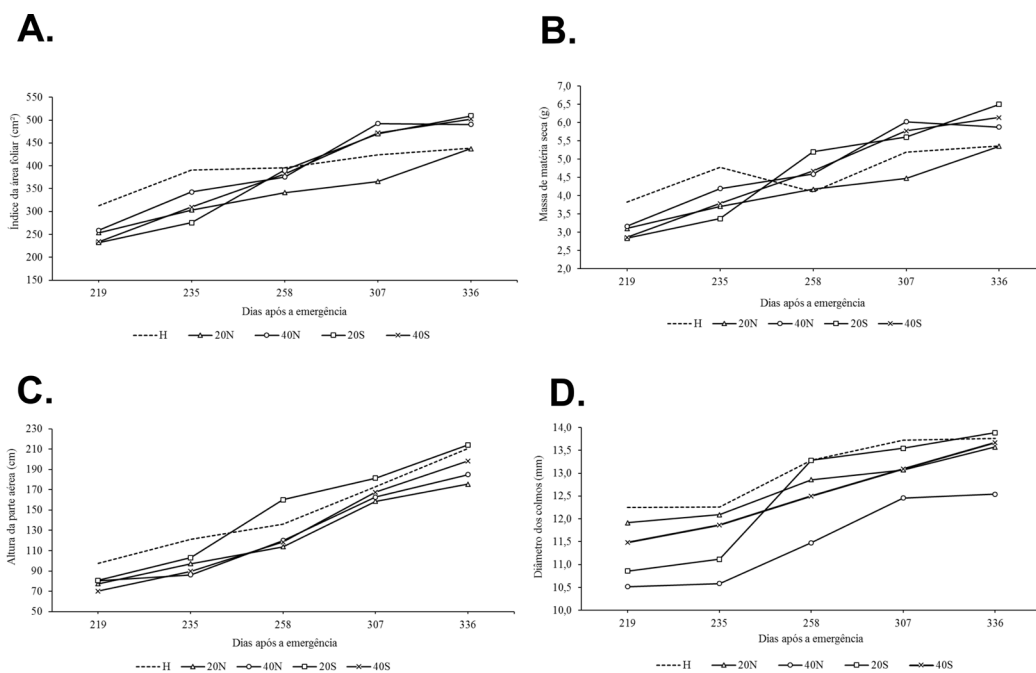 A.
Índice da área foliar (cm²)
550
500
450
400
350
300
250
200
150
219 235 258 307 336
Dias após a emergência
H 20N 40N 20S 40S
B.
Massa de matéria seca (g)
7,0
6,5
6,0
5,5
5,0
4,5
4,0
3,5
3,0
2,5
2,0
219 235 258 307 336
Dias após a emergência
H 20N 40N 20S 40S
C.
Altura da parte aérea (cm)
230
210
190
170
150
130
110
90
70
50
219 235 258 307 336
Dias após a emergência
H 20N 40N 20S 40S
D.
Diâmetro dos colmos (mm)
14,0
13,5
13,0
12,5
12,0
11,5
11,0
10,5
10,0
219 235 258 307 336
Dias após a emergência
H 20N 40N 20S 40S